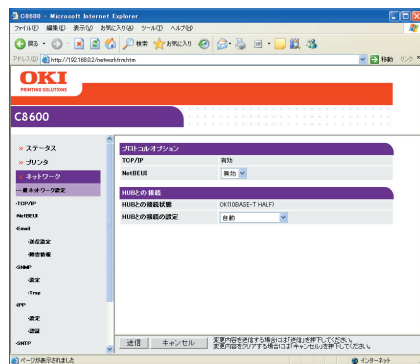 C8600 - Microsoft Internet Explorer
ファイル(F) 編集(E) 表示(V) お気に入り(A) ツール(T) ヘルプ(H)
戻る 検索 お気に入り
アドレス(D) http://192.168.0.2/network/frn.htm 移動 リンク
OKI
PRINTING SOLUTIONS
C8600
» ステータス
» プリンタ
» ネットワーク
一般ネットワーク設定
・TCP/IP
・NetBEUI
・Email
・送信設定
・障害情報
・SNMP
・設定
・Trap
・IPP
・設定
・認証
・SNTP
プロトコルオプション
TCP/IP 有効
NetBEUI 無効
HUBとの接続
HUBとの接続状態 OK(10BASE-T HALF)
HUBとの接続の設定 自動
送信 キャンセル 変更内容を送信する場合には「送信」を押下してください。
変更内容をクリアする場合には「キャンセル」を押下してください。
ページが表示されました インターネット